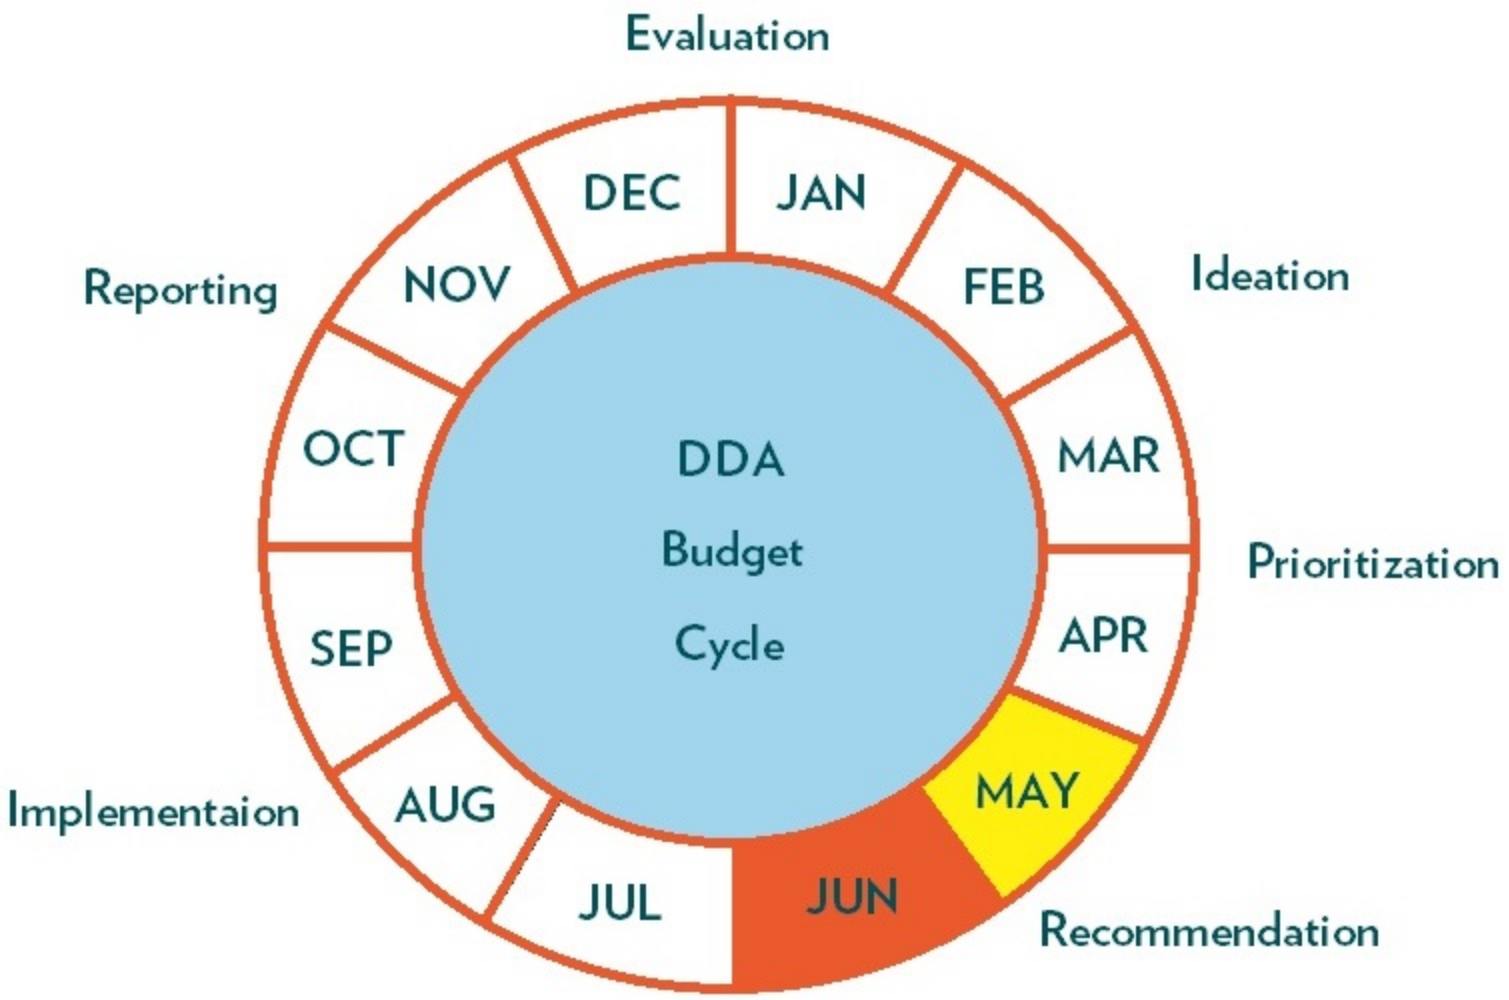 Evaluation
DEC
JAN
NOV
FEB
Reporting
Ideation
OCT
MAR
DDA
Budget
Cycle
Prioritization
SEP
APR
MAY
AUG
Implementaion
JUL
JUN
Recommendation